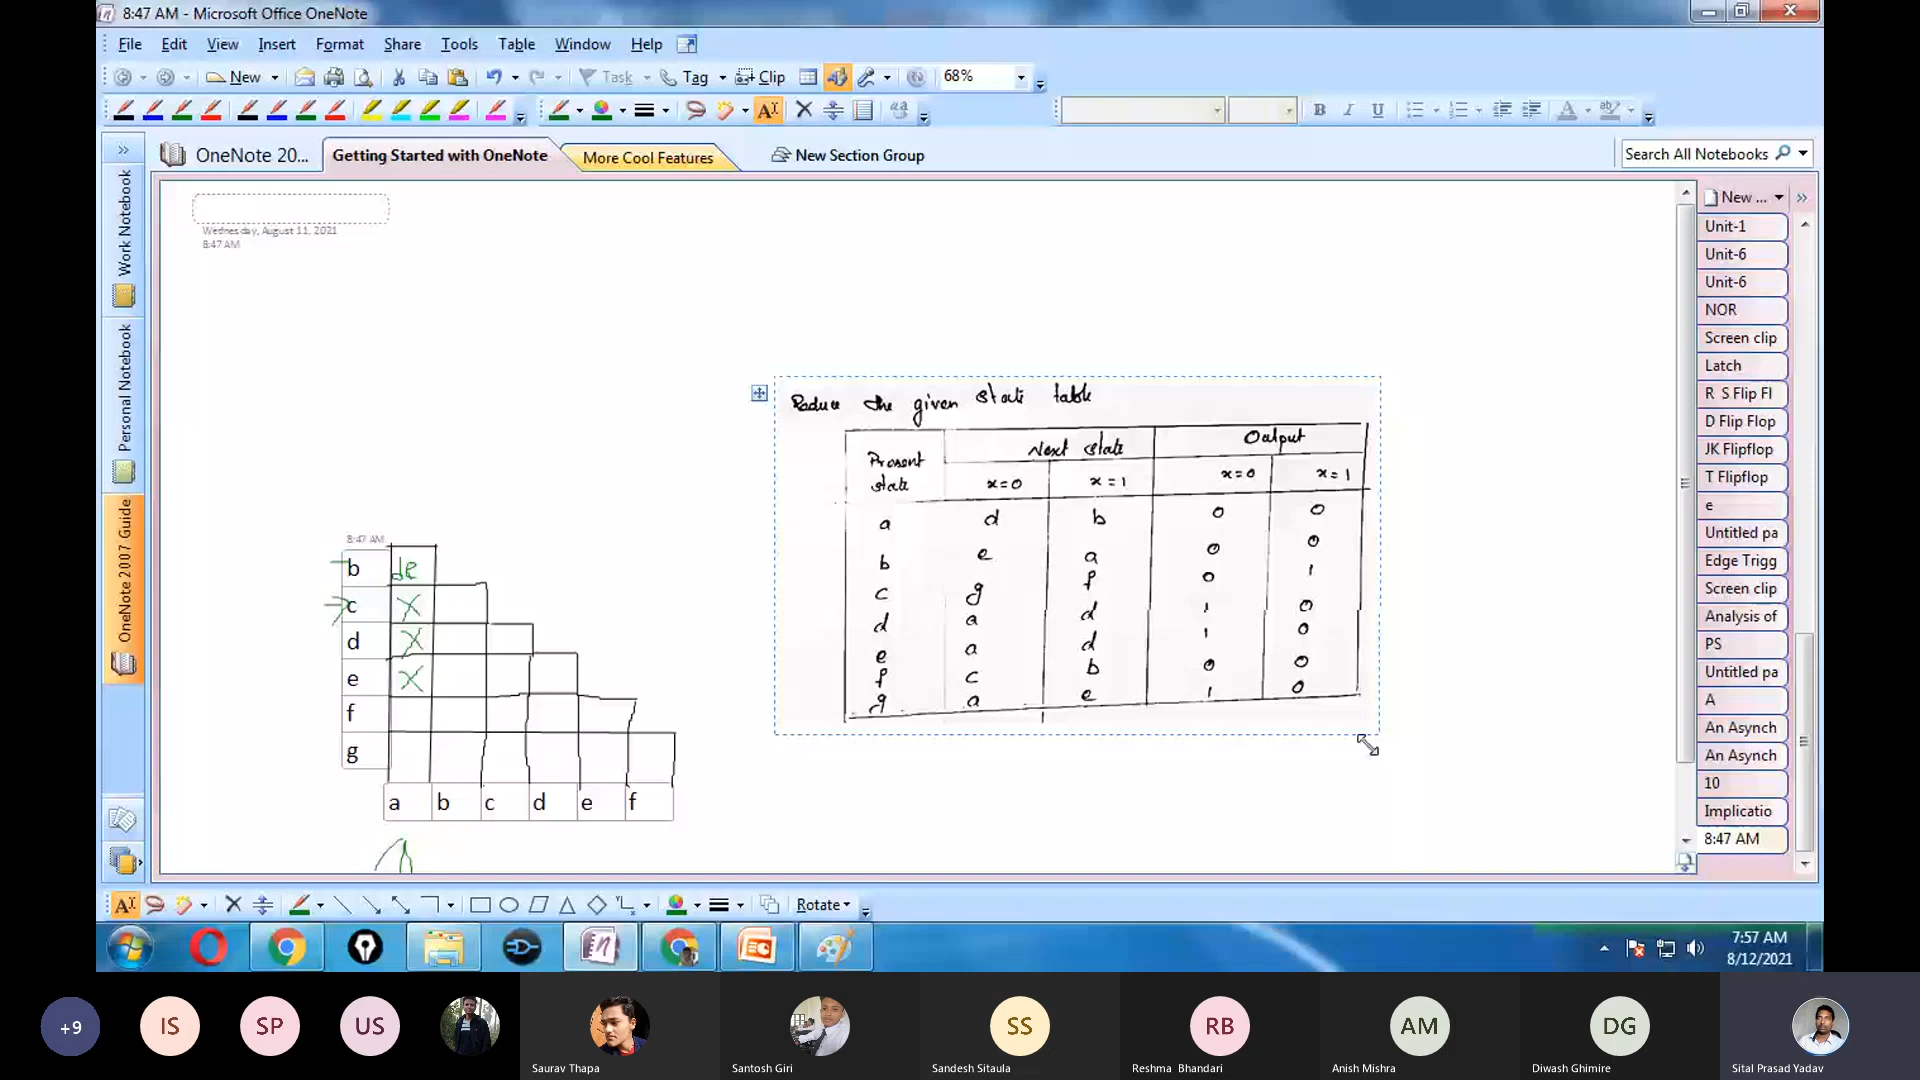 8:47 AM - Microsoft Office OneNote
File Edit View Insert Format Share Tools Table Window Help
New Task Tag Clip 68%
B I U
OneNote 20... Getting Started with OneNote More Cool Features New Section Group Search All Notebooks
Work Notebook
Personal Notebook
OneNote 2007 Guide
Wednesday, August 11, 2021
8:47 AM
Reduce the given state table
Present state Next state Output
x=0 x=1 x=0 x=1
a d b 0 0
b e a 0 0
c g f 0 1
d a d 1 0
e a d 1 0
f c b 0 0
g a e 1 0
8:47 AM
b de
c X
d X
e X
f
g
a b c d e f
New ...
Unit-1
Unit-6
Unit-6
NOR
Screen clip
Latch
R S Flip Fl
D Flip Flop
JK Flipflop
T Flipflop
e
Untitled pa
Edge Trigg
Screen clip
Analysis of
PS
Untitled pa
A
An Asynch
An Asynch
10
Implicatio
8:47 AM
Rotate
7:57 AM
8/12/2021
+9 IS SP US SS RB AM DG
Saurav Thapa Santosh Giri Sandesh Sitaula Reshma Bhandari Anish Mishra Diwash Ghimire Sital Prasad Yadav